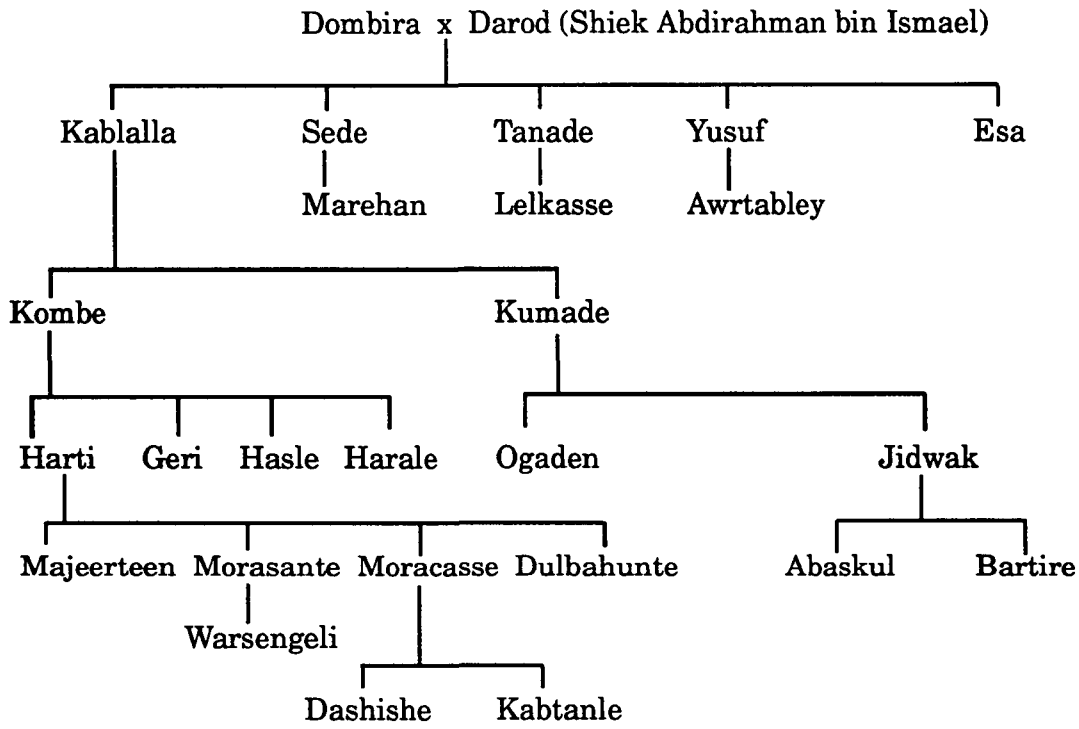 Dombira x Darod (Shiek Abdirahman bin Ismael)
Kablalla Sede Tanade Yusuf Esa
Marehan Lelkasse Awrtabley
Kombe Kumade
Harti Geri Hasle Harale Ogaden Jidwak
Majeerteen Morasante Moracasse Dulbahunte Abaskul Bartire
Warsengeli
Dashishe Kabtanle